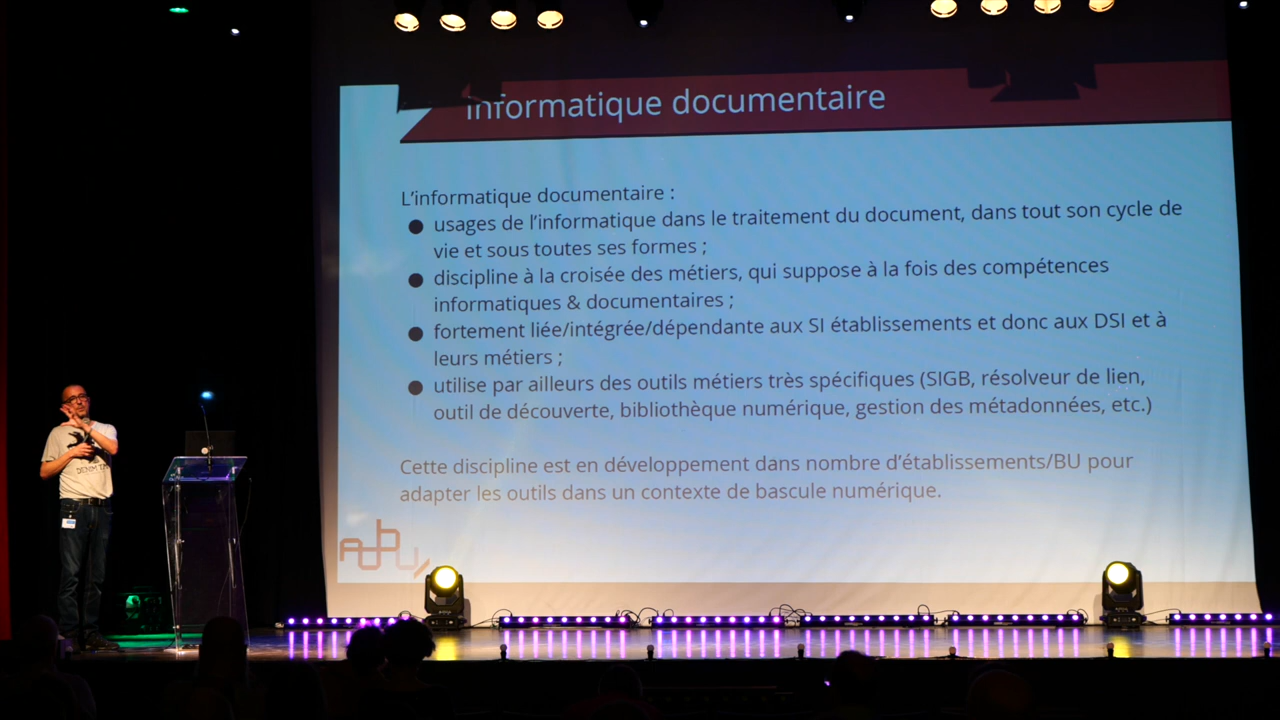 Informatique documentaire
L'informatique documentaire :
● usages de l'informatique dans le traitement du document, dans tout son cycle de
vie et sous toutes ses formes ;
● discipline à la croisée des métiers, qui suppose à la fois des compétences
informatiques & documentaires ;
● fortement liée/intégrée/dépendante aux SI établissements et donc aux DSI et à
leurs métiers ;
● utilise par ailleurs des outils métiers très spécifiques (SIGB, résolveur de lien,
outil de découverte, bibliothèque numérique, gestion des métadonnées, etc.)
Cette discipline est en développement dans nombre d'établissements/BU pour
adapter les outils dans un contexte de bascule numérique.
ADBU